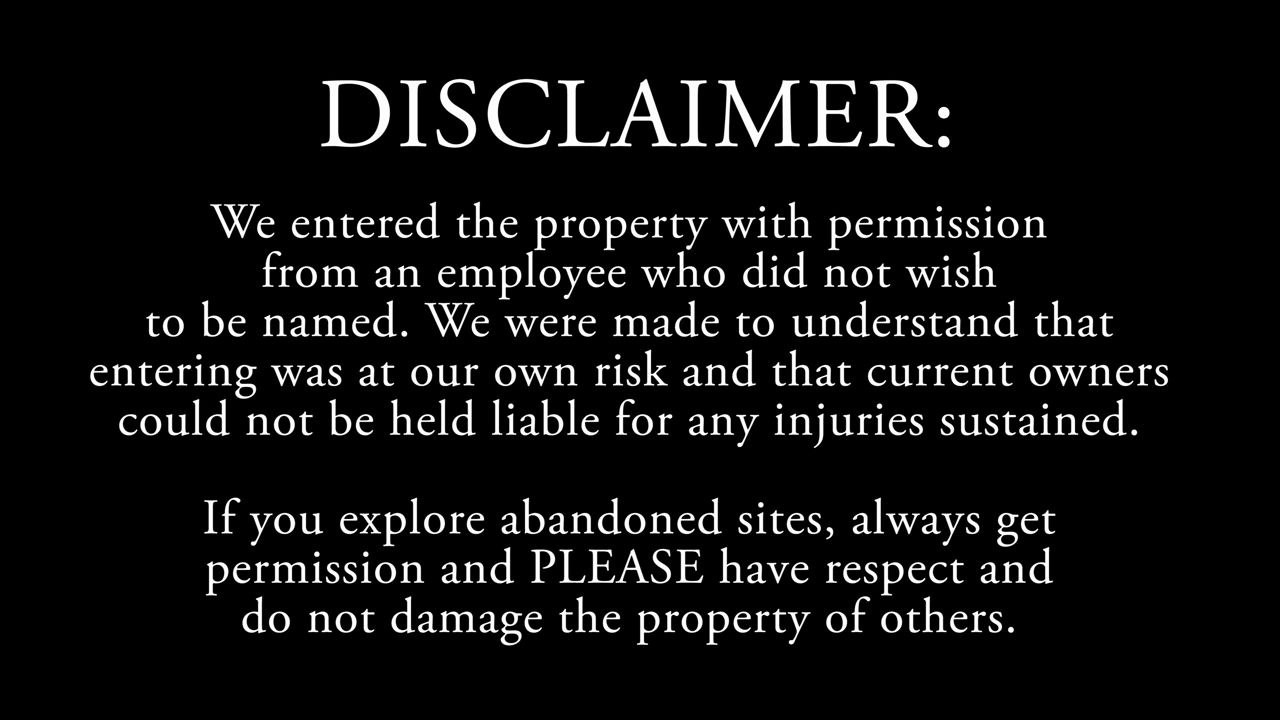 DISCLAIMER:
We entered the property with permission
from an employee who did not wish
to be named. We were made to understand that
entering was at our own risk and that current owners
could not be held liable for any injuries sustained.
If you explore abandoned sites, always get
permission and PLEASE have respect and
do not damage the property of others.